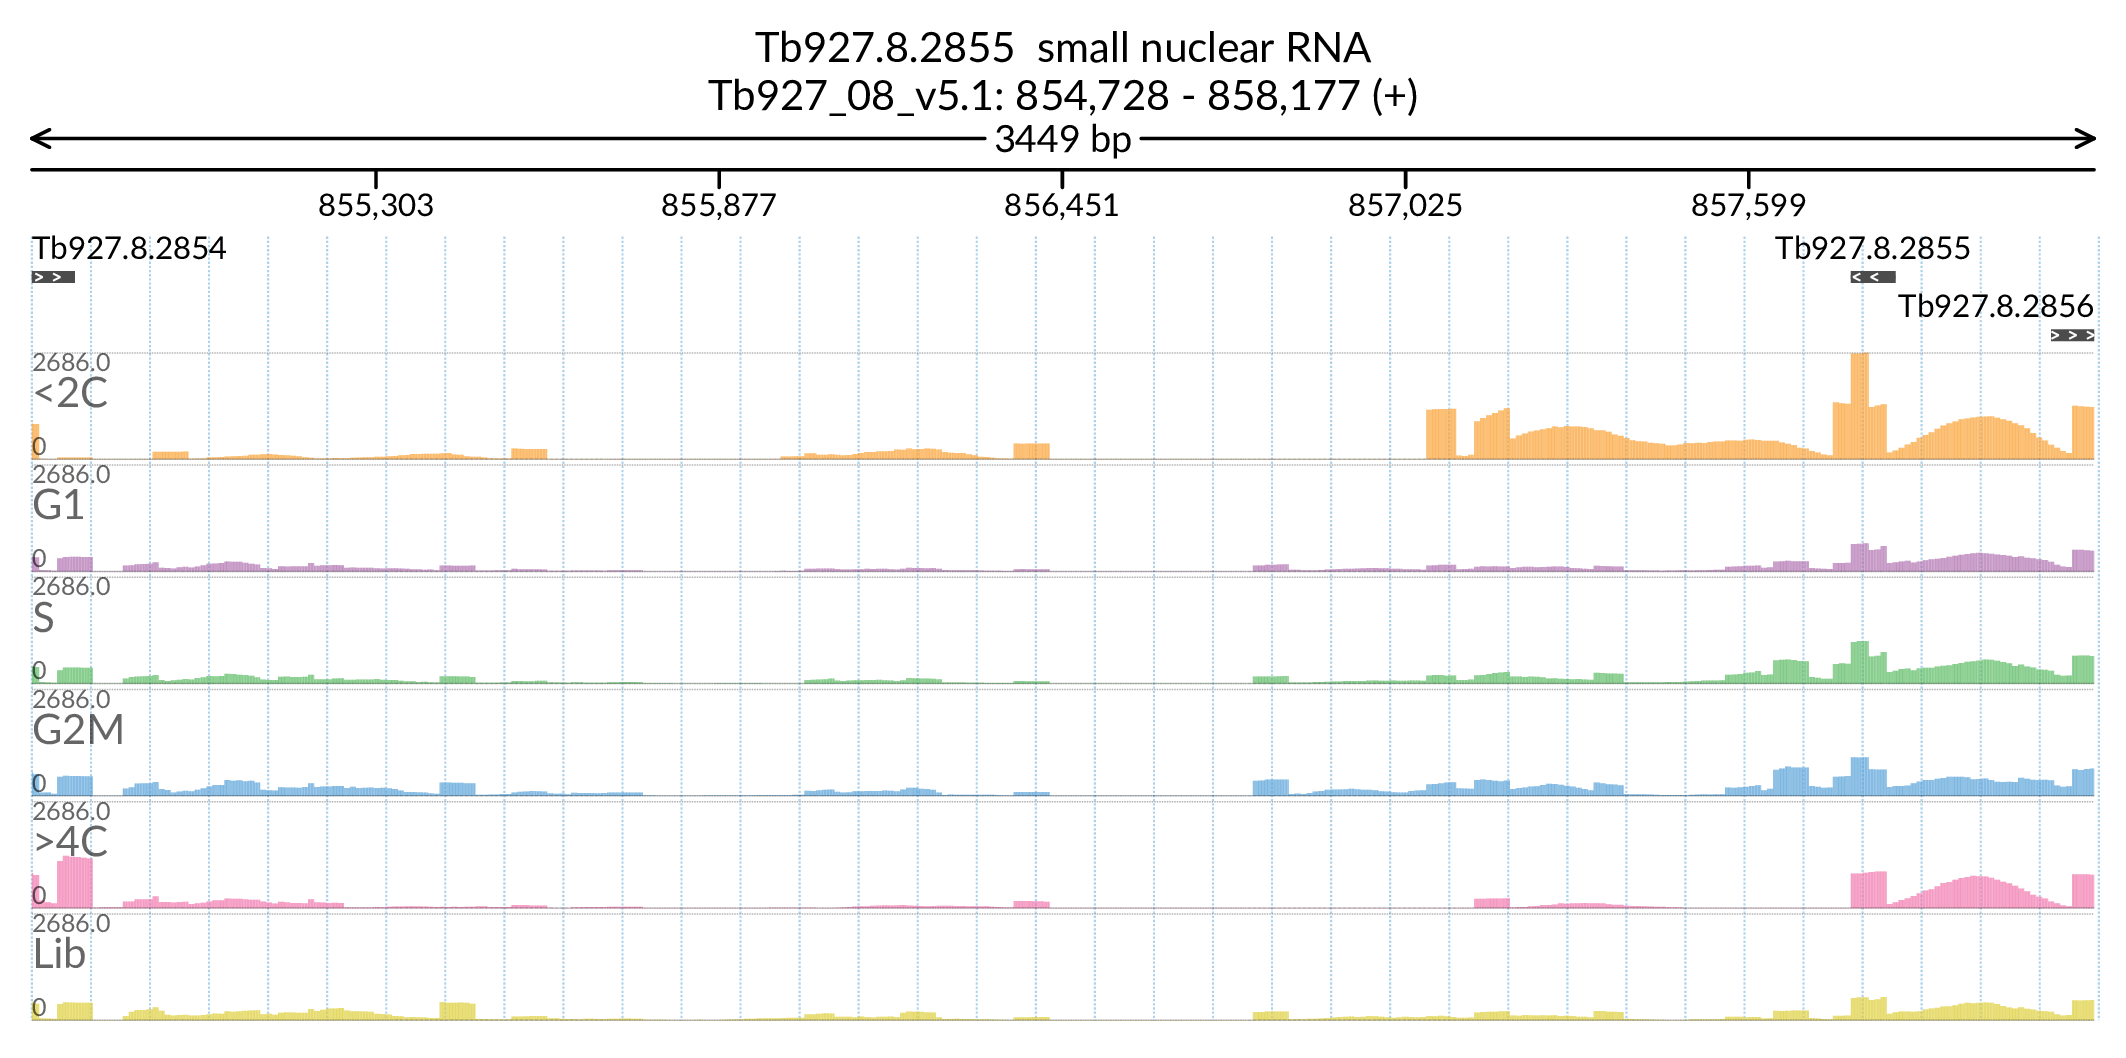 Tb927.8.2855 small nuclear RNA
Tb927_08_v5.1: 854,728 - 858,177 (+)
3449 bp
855,303 855,877 856,451 857,025 857,599
Tb927.8.2854 Tb927.8.2855
> > < <
Tb927.8.2856
> > >
2686.0
<2C
0
2686.0
G1
0
2686.0
S
0
2686.0
G2M
0
2686.0
>4C
0
2686.0
Lib
0